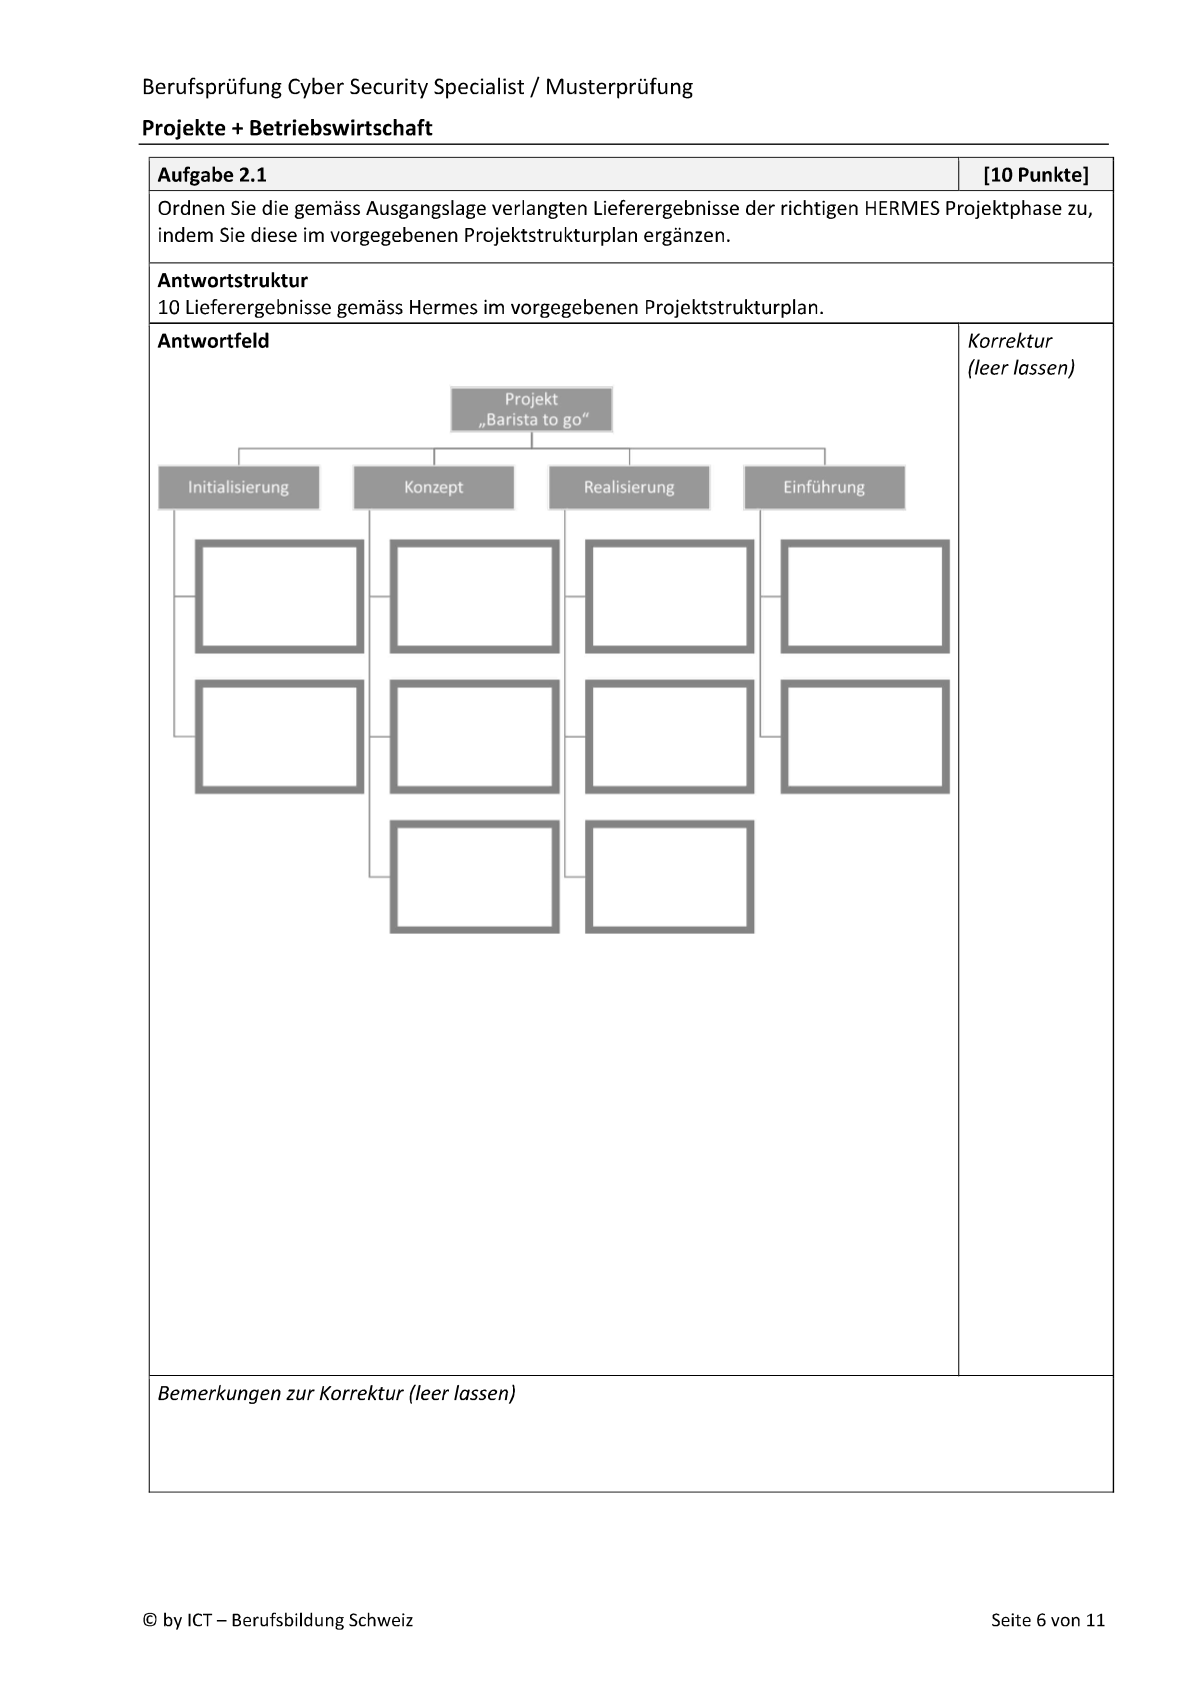 Berufsprüfung Cyber Security Specialist / Musterprüfung
Projekte + Betriebswirtschaft
Aufgabe 2.1 [10 Punkte]
Ordnen Sie die gemäss Ausgangslage verlangten Lieferergebnisse der richtigen HERMES Projektphase zu,
indem Sie diese im vorgegebenen Projektstrukturplan ergänzen.
Antwortstruktur
10 Lieferergebnisse gemäss Hermes im vorgegebenen Projektstrukturplan.
Antwortfeld
Korrektur
(leer lassen)
Projekt
„Barista to go“
Initialisierung
Konzept
Realisierung
Einführung
Bemerkungen zur Korrektur (leer lassen)
© by ICT – Berufsbildung Schweiz
Seite 6 von 11